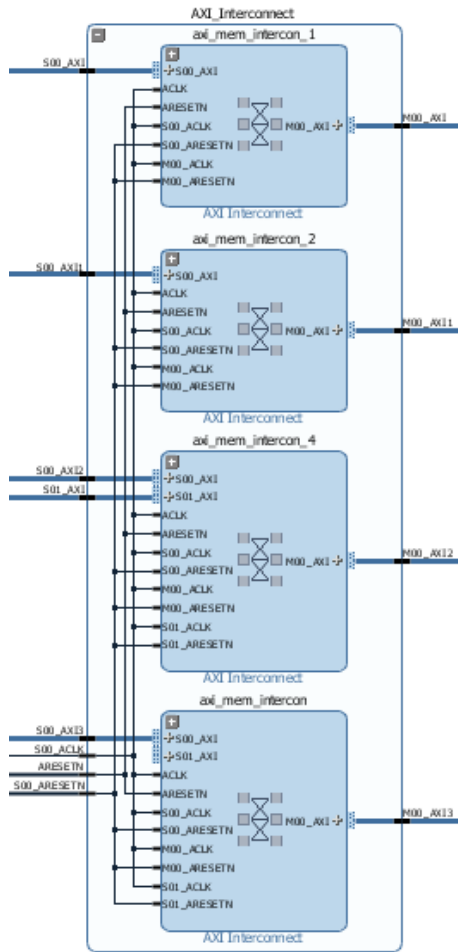 AXI_Interconnect
axi_mem_intercon_1
S00_AXI
S00_AXI
ACLK
ARESETN
S00_ACLK
S00_ARESETN
M00_ACLK
M00_ARESETN
M00_AXI
M00_AXI
AXI Interconnect
axi_mem_intercon_2
S00_AXI1
S00_AXI
ACLK
ARESETN
S00_ACLK
S00_ARESETN
M00_ACLK
M00_ARESETN
M00_AXI
M00_AXI1
AXI Interconnect
axi_mem_intercon_4
S00_AXI2
S01_AXI
S00_AXI
S01_AXI
ACLK
ARESETN
S00_ACLK
S00_ARESETN
M00_ACLK
M00_ARESETN
S01_ACLK
S01_ARESETN
M00_AXI
M00_AXI2
AXI Interconnect
axi_mem_intercon
S00_AXI3
S00_ACLK
ARESETN
S00_ARESETN
S00_AXI
S01_AXI
ACLK
ARESETN
S00_ACLK
S00_ARESETN
M00_ACLK
M00_ARESETN
S01_ACLK
S01_ARESETN
M00_AXI
M00_AXI3
AXI Interconnect